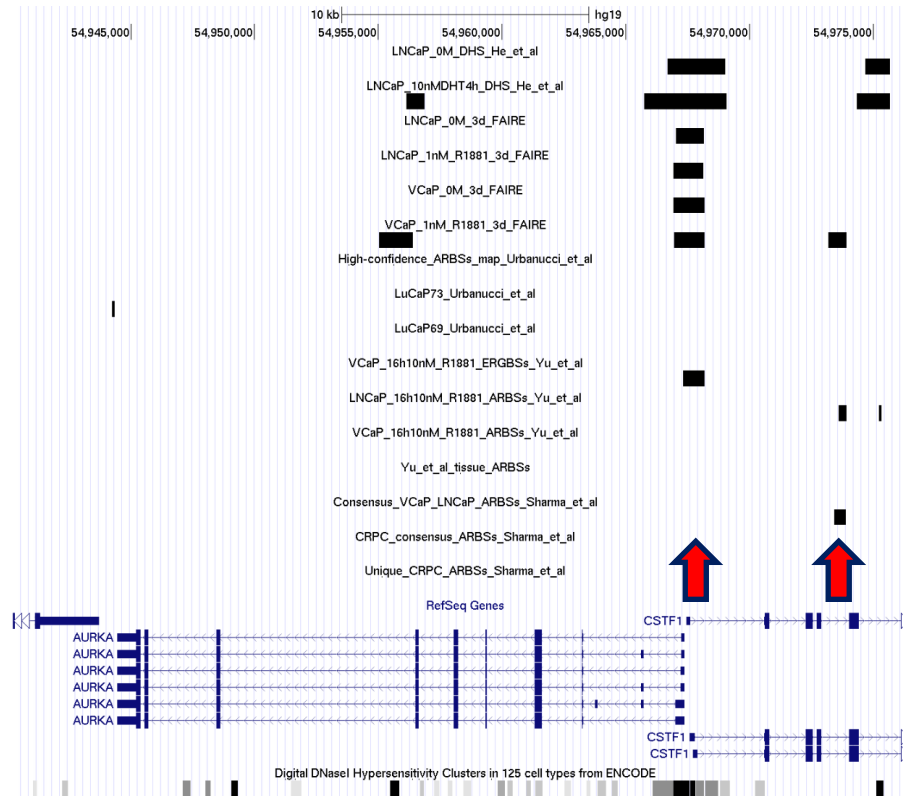 10 kb hg19
54,945,000 54,950,000 54,955,000 54,960,000 54,965,000 54,970,000 54,975,000
LNCaP_0M_DHS_He_et_al
LNCaP_10nMDHT4h_DHS_He_et_al
LNCaP_0M_3d_FAIRE
LNCaP_1nM_R1881_3d_FAIRE
VCaP_0M_3d_FAIRE
VCaP_1nM_R1881_3d_FAIRE
High-confidence_ARBSs_map_Urbanucci_et_al
LuCaP73_Urbanucci_et_al
LuCaP69_Urbanucci_et_al
VCaP_16h10nM_R1881_ERGBSs_Yu_et_al
LNCaP_16h10nM_R1881_ARBSs_Yu_et_al
VCaP_16h10nM_R1881_ARBSs_Yu_et_al
Yu_et_al_tissue_ARBSs
Consensus_VCaP_LNCaP_ARBSs_Sharma_et_al
CRPC_consensus_ARBSs_Sharma_et_al
Unique_CRPC_ARBSs_Sharma_et_al
RefSeq Genes
CSTF1
AURKA
AURKA
AURKA
AURKA
AURKA
AURKA
CSTF1
CSTF1
Digital DNaseI Hypersensitivity Clusters in 125 cell types from ENCODE